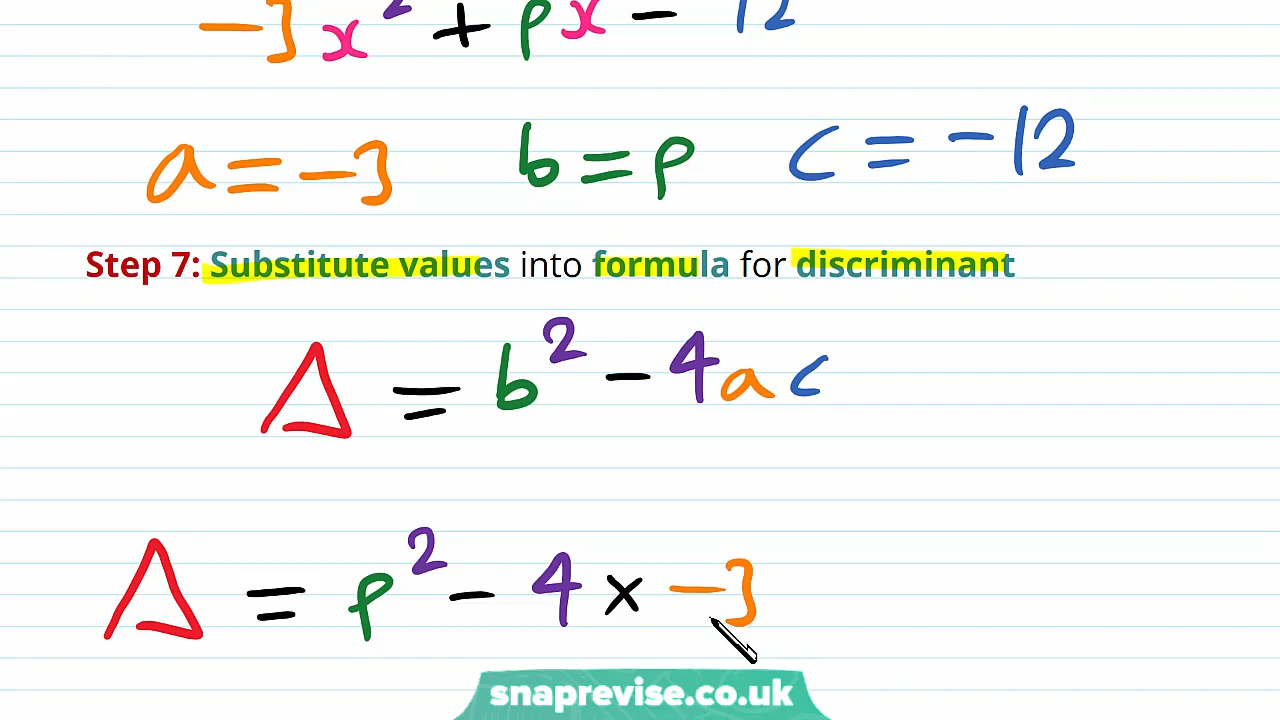 -3x² + px - 12
a = -3 b = p c = -12
Step 7: Substitute values into formula for discriminant
Δ = b² - 4ac
Δ = p² - 4 × -3
snaprevise.co.uk